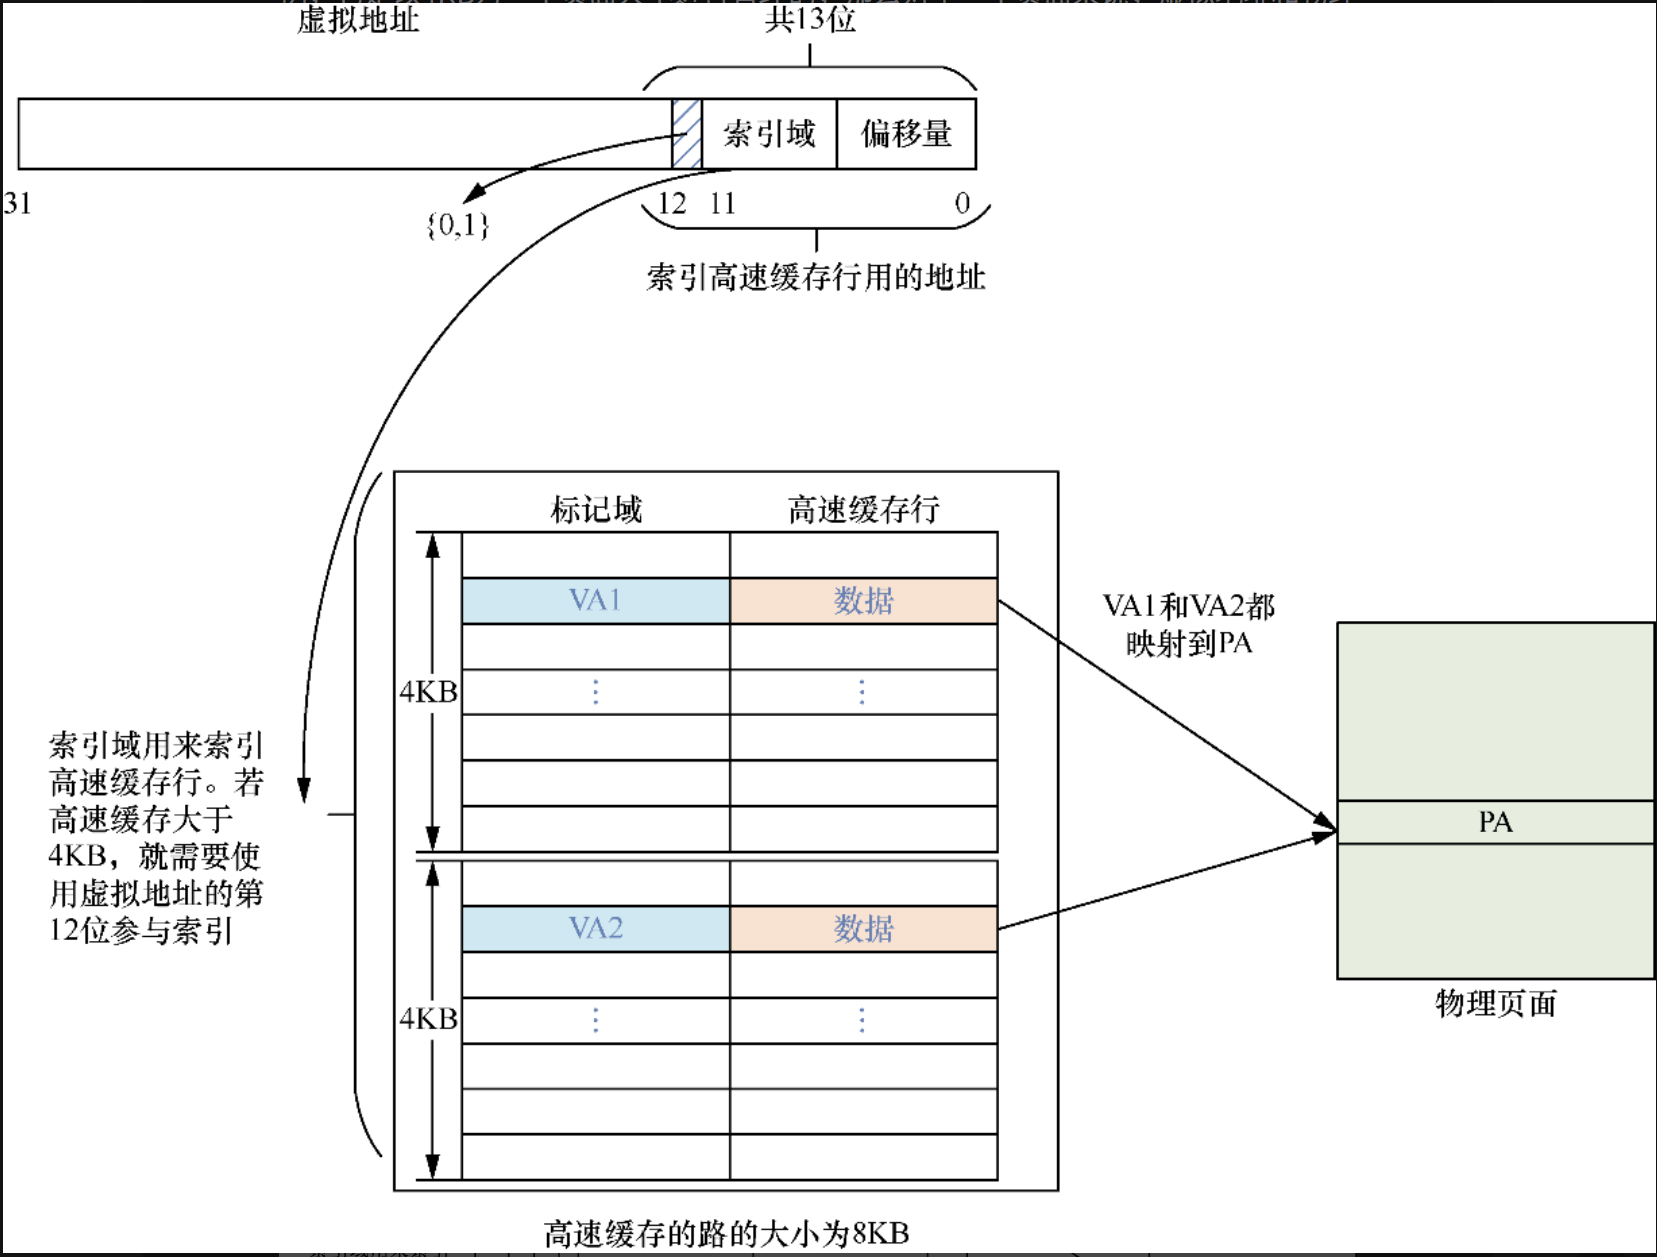 虚拟地址
共13位
索引域
偏移量
31
12
11
0
{0,1}
索引高速缓存行用的地址
标记域
高速缓存行
VA1
数据
4KB
⋮
⋮
VA1和VA2都
映射到PA
PA
物理页面
索引域用来索引
高速缓存行。若
高速缓存大于
4KB，就需要使
用虚拟地址的第
12位参与索引
VA2
数据
4KB
⋮
⋮
高速缓存的路的大小为8KB